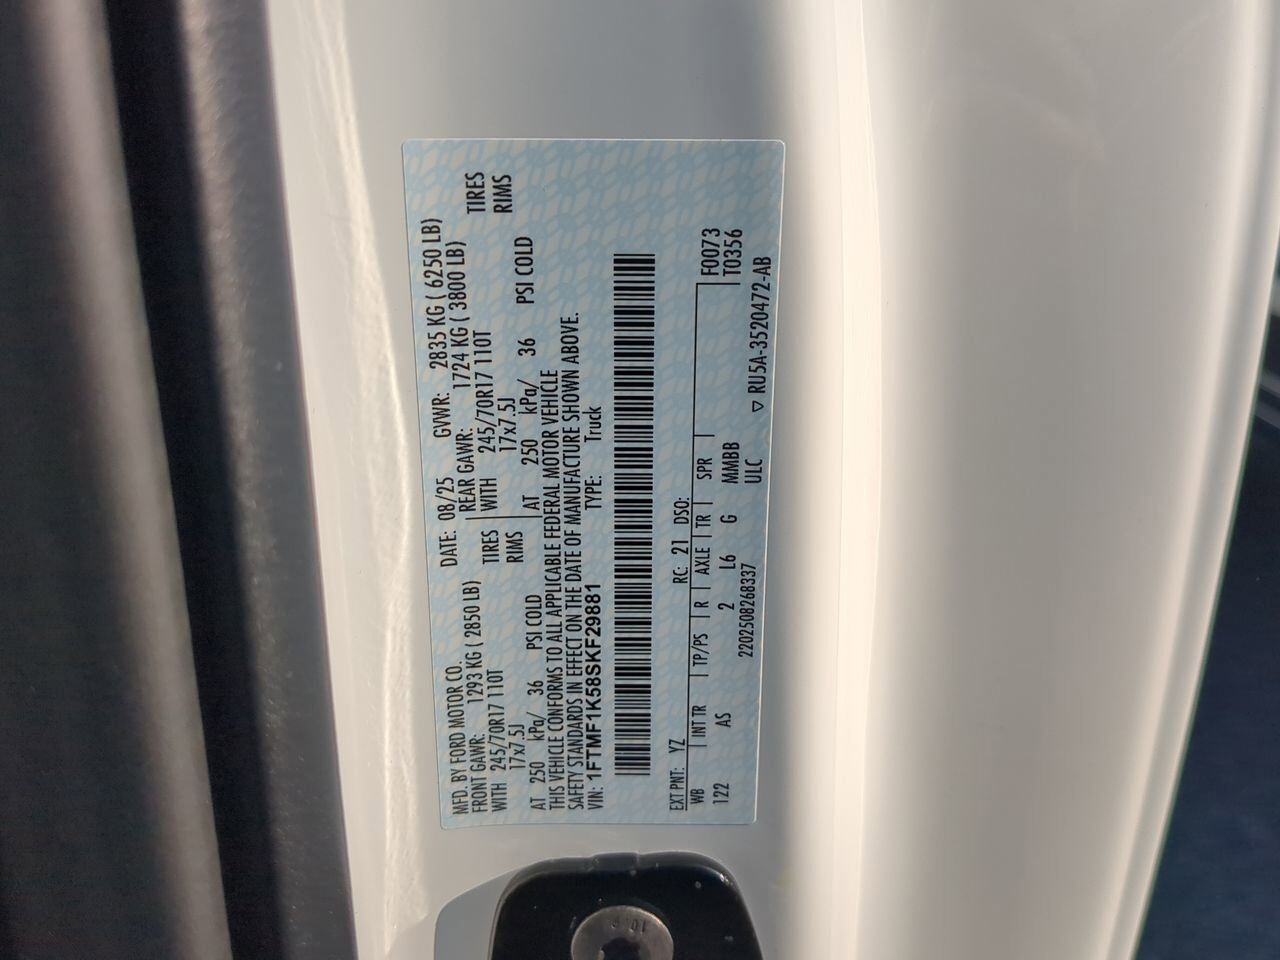 MFD. BY FORD MOTOR CO. DATE: 08/25 GVWR: 2835 KG ( 6250 LB)
FRONT GAWR: 1293 KG ( 2850 LB) REAR GAWR: 1724 KG ( 3800 LB)
WITH 245/70R17 110T TIRES WITH 245/70R17 110T TIRES
17x7.5J RIMS 17x7.5J RIMS
AT 250 kPa/ 36 PSI COLD AT 250 kPa/ 36 PSI COLD
THIS VEHICLE CONFORMS TO ALL APPLICABLE FEDERAL MOTOR VEHICLE
SAFETY STANDARDS IN EFFECT ON THE DATE OF MANUFACTURE SHOWN ABOVE.
VIN: 1FTMF1K58SKF29881 TYPE: Truck
EXT PNT: YZ RC: 21 DSO:
WB INT TR TP/PS R AXLE TR SPR F0073
122 AS 2 L6 G MMBB T0356
2202508268337 ULC ▽ RU5A-3520472-AB